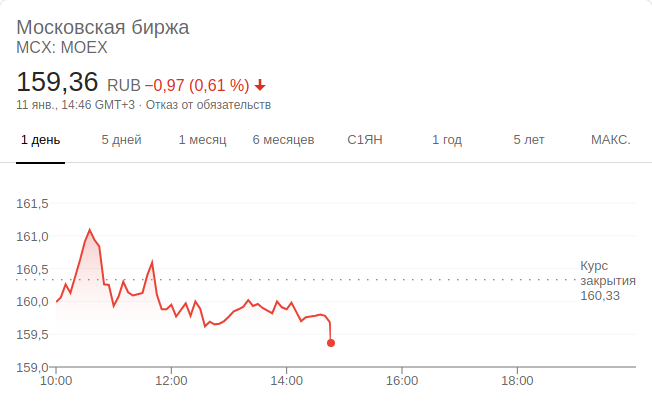 Московская биржа
MCX: MOEX
159,36 RUB −0,97 (0,61 %)
11 янв., 14:46 GMT+3 · Отказ от обязательств
1 день 5 дней 1 месяц 6 месяцев С1ЯН 1 год 5 лет МАКС.
161,5
161,0
160,5
160,0
159,5
159,0
Курс
закрытия
160,33
10:00 12:00 14:00 16:00 18:00